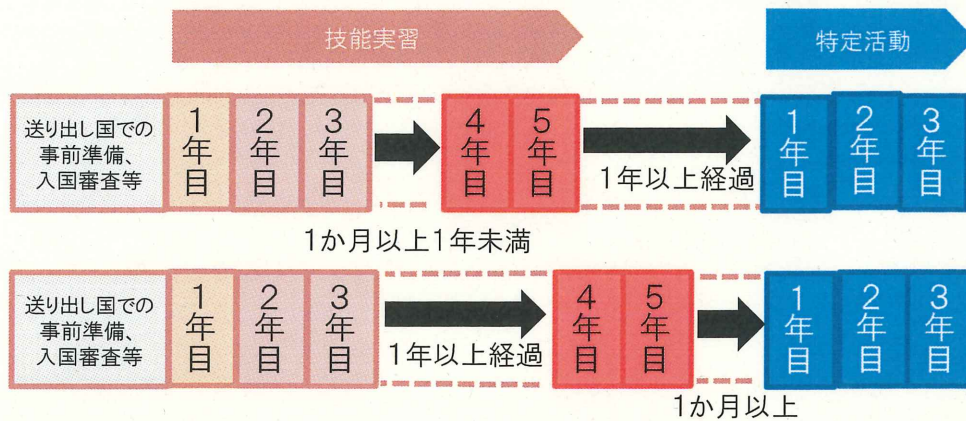 技能実習
特定活動
送り出し国での
事前準備、
入国審査等
1年目
2年目
3年目
4年目
5年目
1年以上経過
1年目
2年目
3年目
1か月以上1年未満
送り出し国での
事前準備、
入国審査等
1年目
2年目
3年目
1年以上経過
4年目
5年目
1か月以上
1年目
2年目
3年目